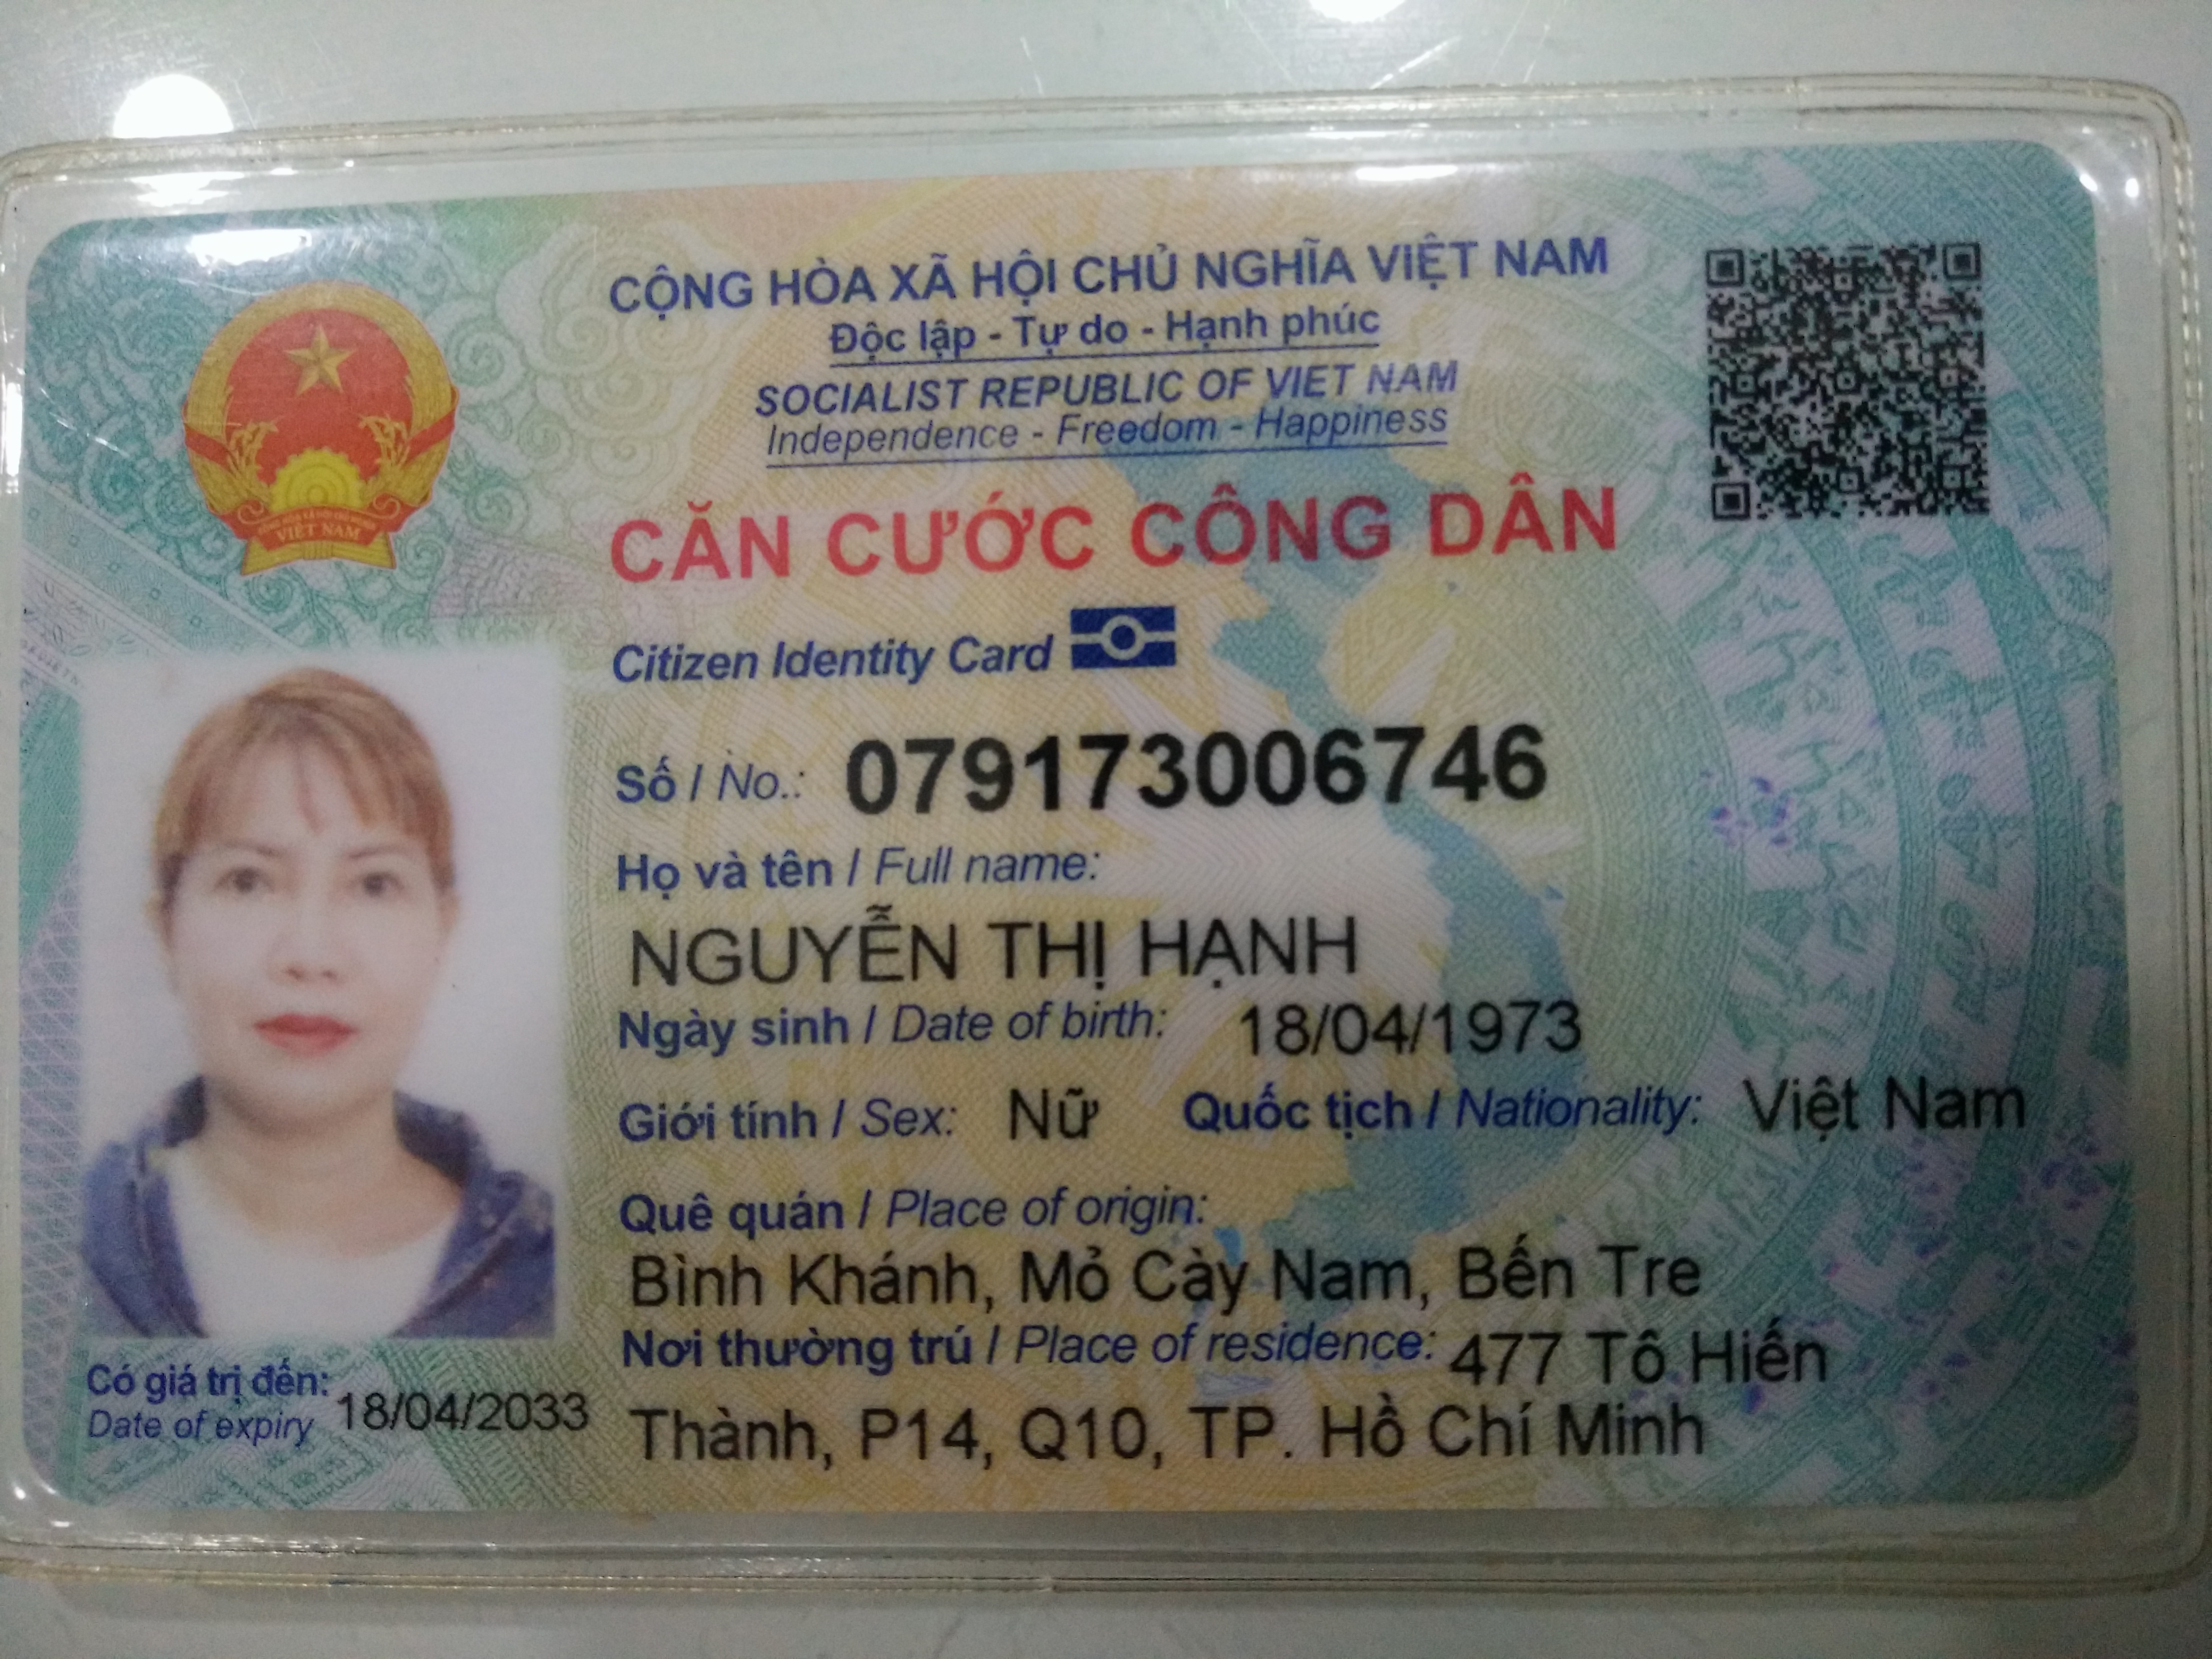 CỘNG HÒA XÃ HỘI CHỦ NGHĨA VIỆT NAM
Độc lập - Tự do - Hạnh phúc
SOCIALIST REPUBLIC OF VIET NAM
Independence - Freedom - Happiness
CĂN CƯỚC CÔNG DÂN
Citizen Identity Card
VIỆT NAM
Số / No.: 079173006746
Họ và tên / Full name:
NGUYỄN THỊ HẠNH
Ngày sinh / Date of birth: 18/04/1973
Giới tính / Sex: Nữ Quốc tịch / Nationality: Việt Nam
Quê quán / Place of origin:
Bình Khánh, Mỏ Cày Nam, Bến Tre
Nơi thường trú / Place of residence: 477 Tô Hiến
Thành, P14, Q10, TP. Hồ Chí Minh
Có giá trị đến: 18/04/2033
Date of expiry